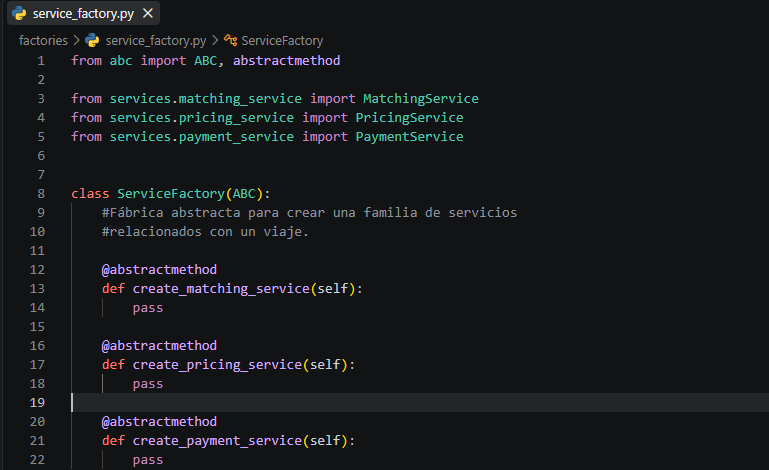 service_factory.py
factories > service_factory.py > ServiceFactory
1 from abc import ABC, abstractmethod
2
3 from services.matching_service import MatchingService
4 from services.pricing_service import PricingService
5 from services.payment_service import PaymentService
6
7
8 class ServiceFactory(ABC):
9     #Fábrica abstracta para crear una familia de servicios
10     #relacionados con un viaje.
11
12     @abstractmethod
13     def create_matching_service(self):
14         pass
15
16     @abstractmethod
17     def create_pricing_service(self):
18         pass
19
20     @abstractmethod
21     def create_payment_service(self):
22         pass